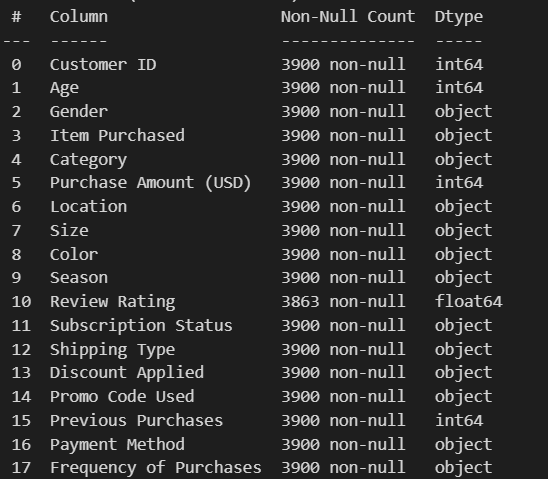 #   Column                  Non-Null Count  Dtype
---  ------                  --------------  -----
0   Customer ID             3900 non-null   int64
1   Age                     3900 non-null   int64
2   Gender                  3900 non-null   object
3   Item Purchased          3900 non-null   object
4   Category                3900 non-null   object
5   Purchase Amount (USD)   3900 non-null   int64
6   Location                3900 non-null   object
7   Size                    3900 non-null   object
8   Color                   3900 non-null   object
9   Season                  3900 non-null   object
10  Review Rating           3863 non-null   float64
11  Subscription Status     3900 non-null   object
12  Shipping Type           3900 non-null   object
13  Discount Applied        3900 non-null   object
14  Promo Code Used         3900 non-null   object
15  Previous Purchases      3900 non-null   int64
16  Payment Method          3900 non-null   object
17  Frequency of Purchases  3900 non-null   object